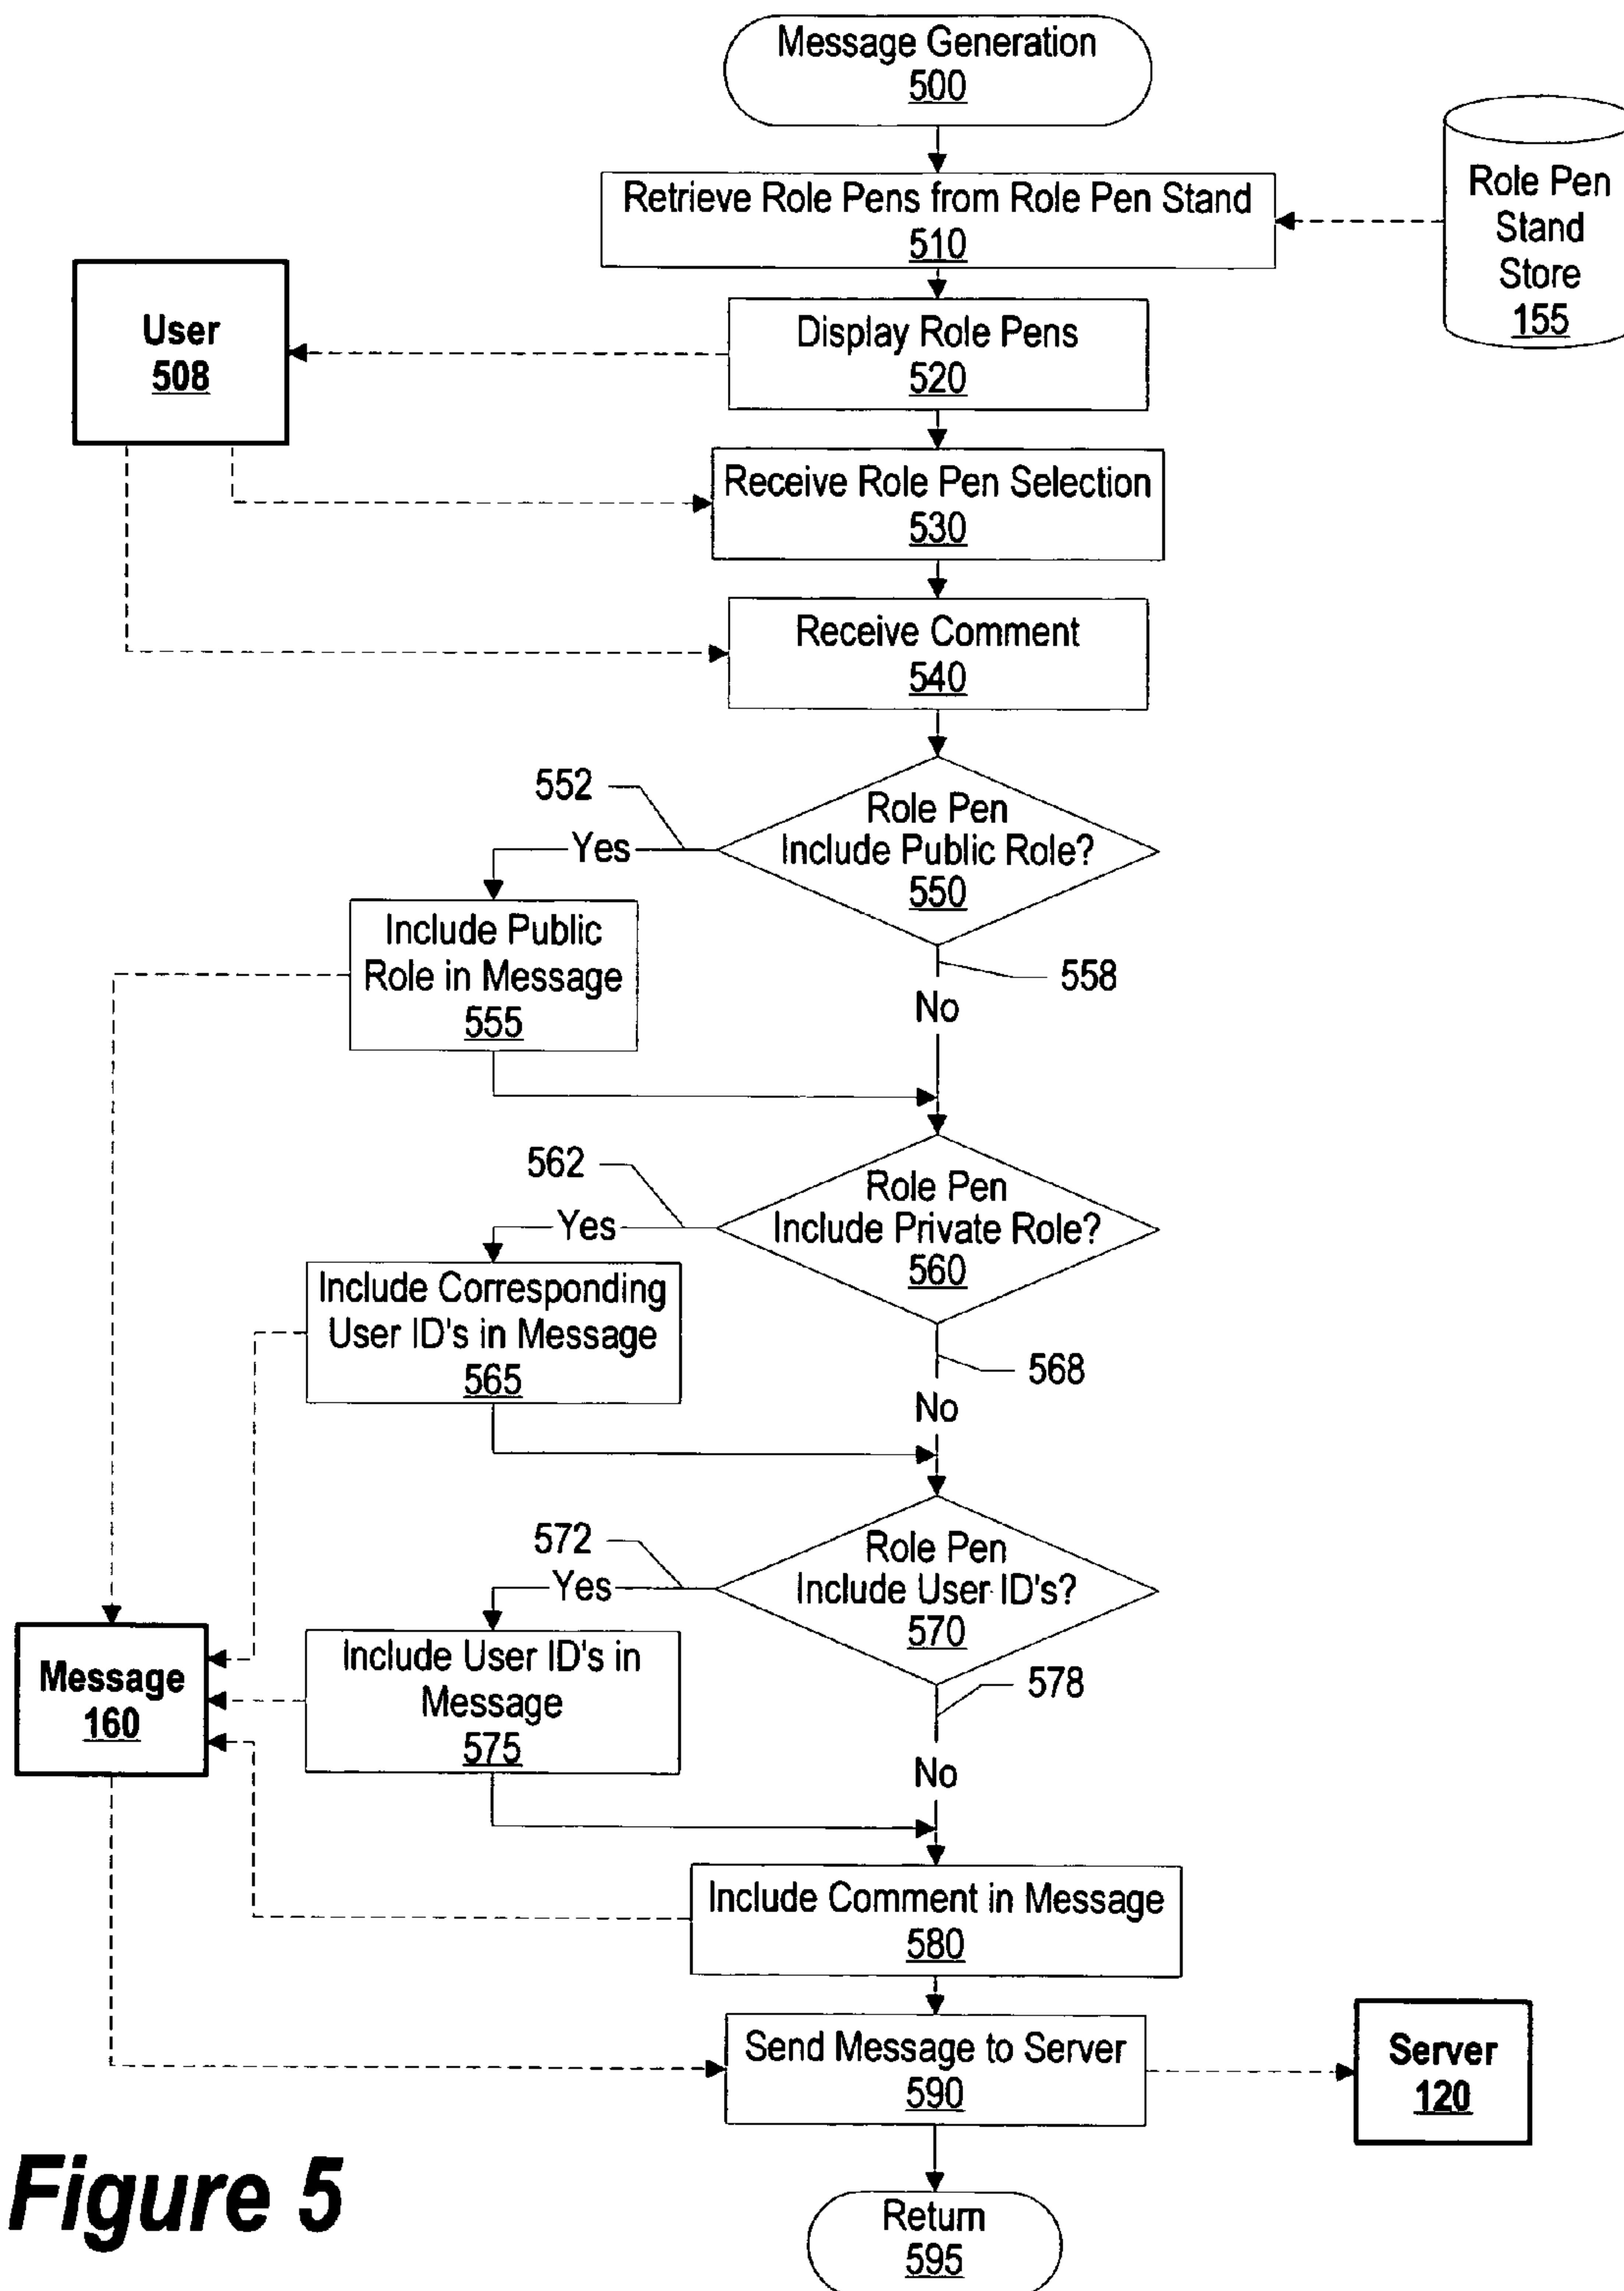 Message Generation
500
Role Pen
Stand
Store
155
Retrieve Role Pens from Role Pen Stand
510
User
508
Display Role Pens
520
Receive Role Pen Selection
530
Receive Comment
540
552
Yes
Role Pen
Include Public Role?
550
558
No
Include Public
Role in Message
555
562
Yes
Role Pen
Include Private Role?
560
568
No
Include Corresponding
User ID's in Message
565
572
Yes
Role Pen
Include User ID's?
570
578
No
Message
160
Include User ID's in
Message
575
Include Comment in Message
580
Send Message to Server
590
Server
120
Return
595
Figure 5